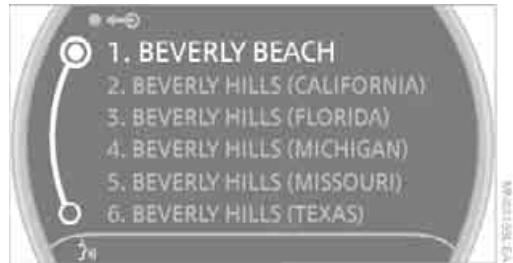 1. BEVERLY BEACH
2. BEVERLY HILLS (CALIFORNIA)
3. BEVERLY HILLS (FLORIDA)
4. BEVERLY HILLS (MICHIGAN)
5. BEVERLY HILLS (MISSOURI)
6. BEVERLY HILLS (TEXAS)